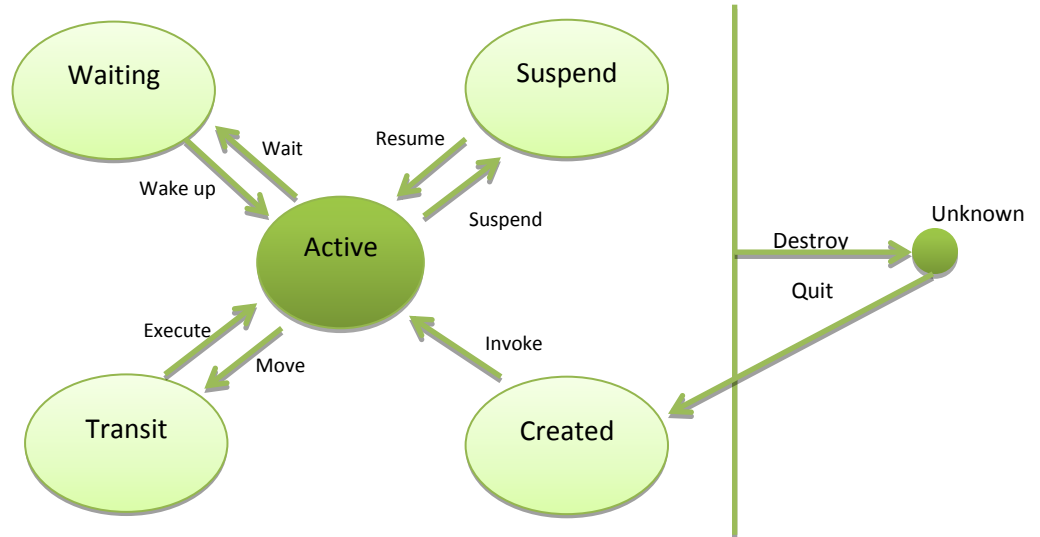 Waiting
Suspend
Wait
Resume
Wake up
Suspend
Unknown
Active
Destroy
Quit
Execute
Invoke
Move
Transit
Created